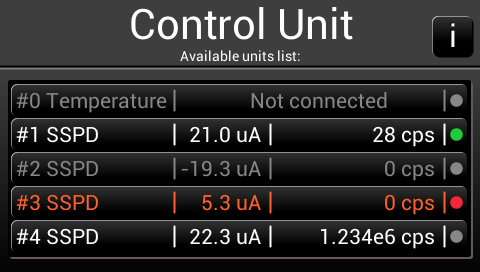 Control Unit
i
Available units list:
#0 Temperature | Not connected |
#1 SSPD | 21.0 uA | 28 cps |
#2 SSPD | -19.3 uA | 0 cps |
#3 SSPD | 5.3 uA | 0 cps |
#4 SSPD | 22.3 uA | 1.234e6 cps |